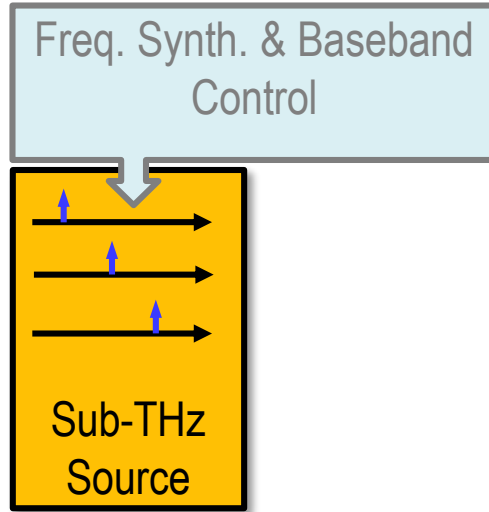 Freq. Synth. & Baseband
Control
Sub-THz
Source